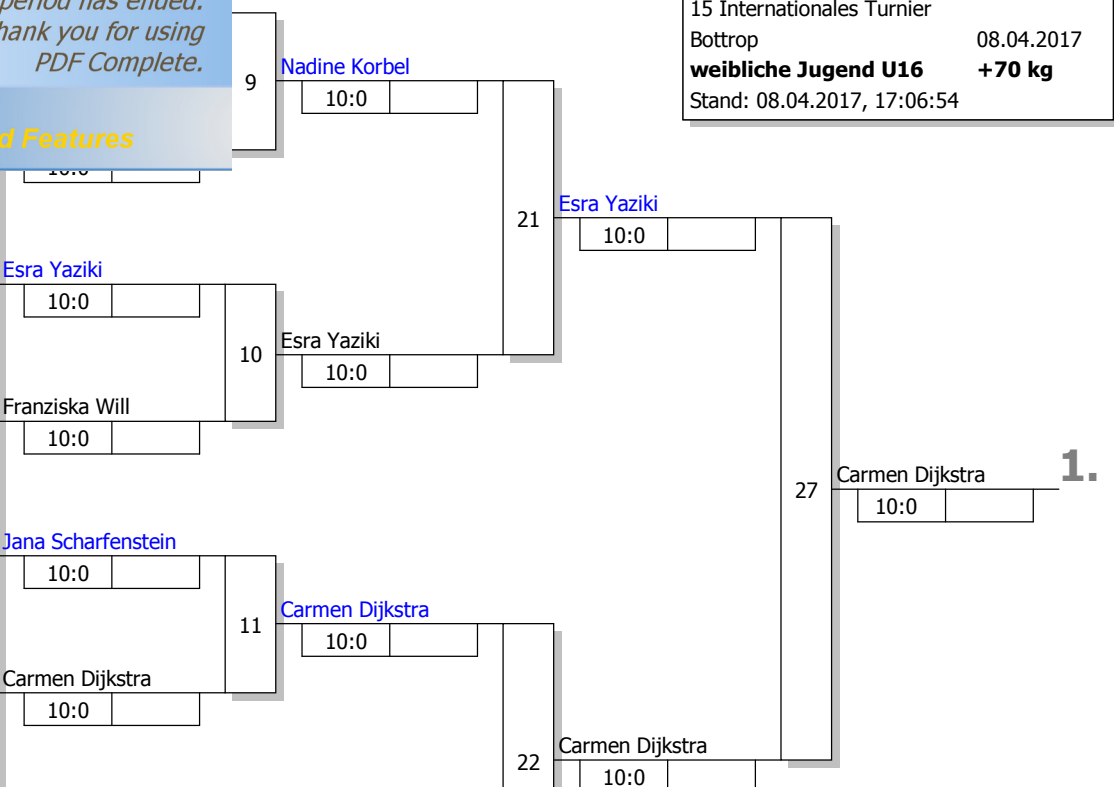 period has ended.
hank you for using
PDF Complete.
d Features
15 Internationales Turnier
Bottrop 08.04.2017
weibliche Jugend U16 +70 kg
Stand: 08.04.2017, 17:06:54
9
Nadine Korbel
10:0
10:0
21
Esra Yaziki
10:0
Esra Yaziki
10:0
10
Esra Yaziki
10:0
Franziska Will
10:0
27
Carmen Dijkstra
1.
10:0
Jana Scharfenstein
10:0
11
Carmen Dijkstra
10:0
Carmen Dijkstra
10:0
22
Carmen Dijkstra
10:0